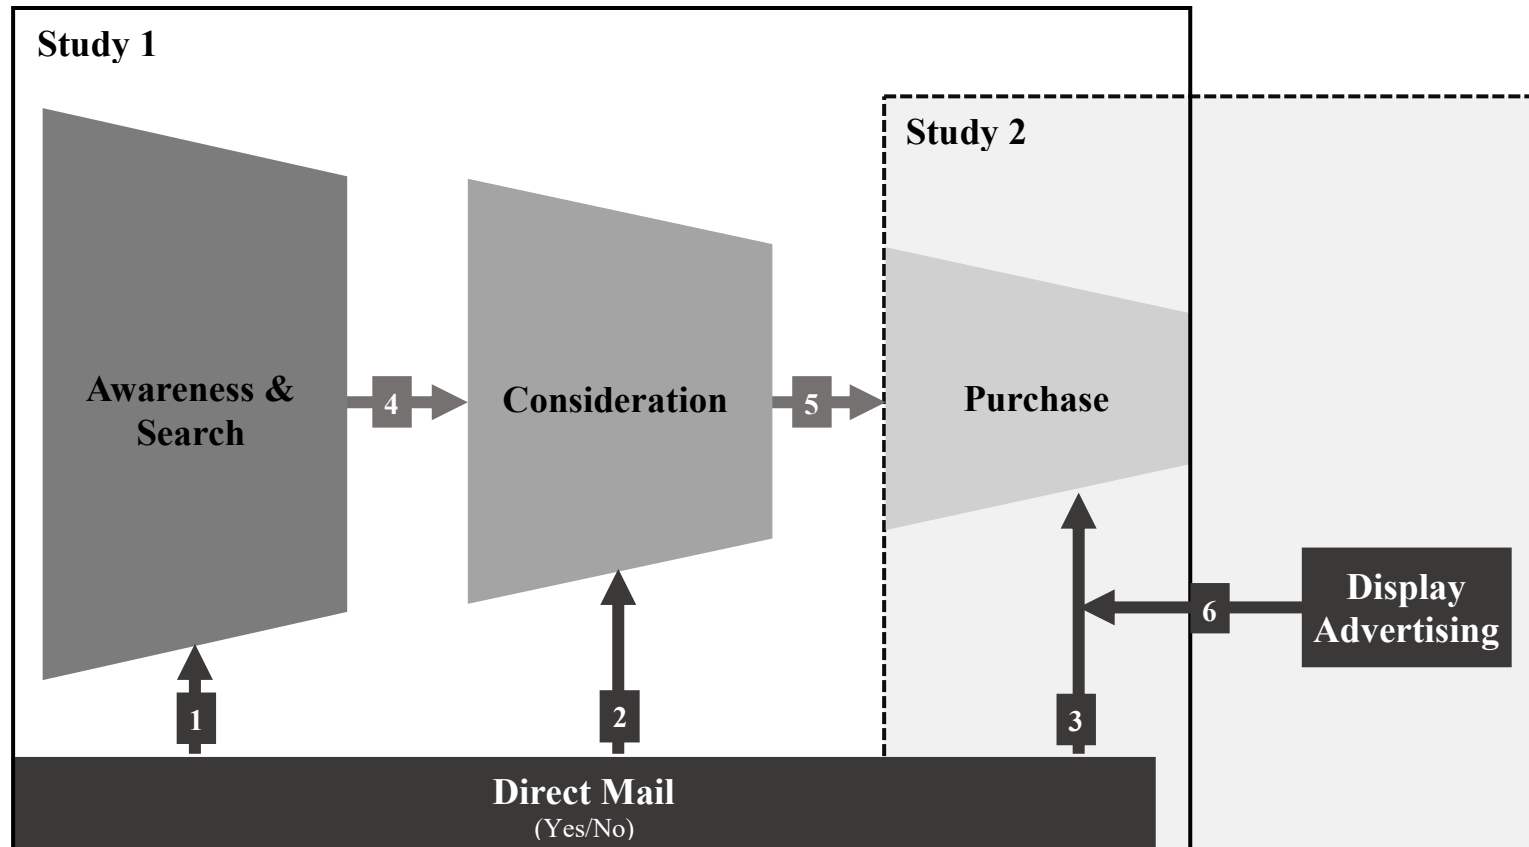 Study 1
Study 2
Awareness &
Search
4
Consideration
5
Purchase
Display
Advertising
6
1
2
3
Direct Mail
(Yes/No)